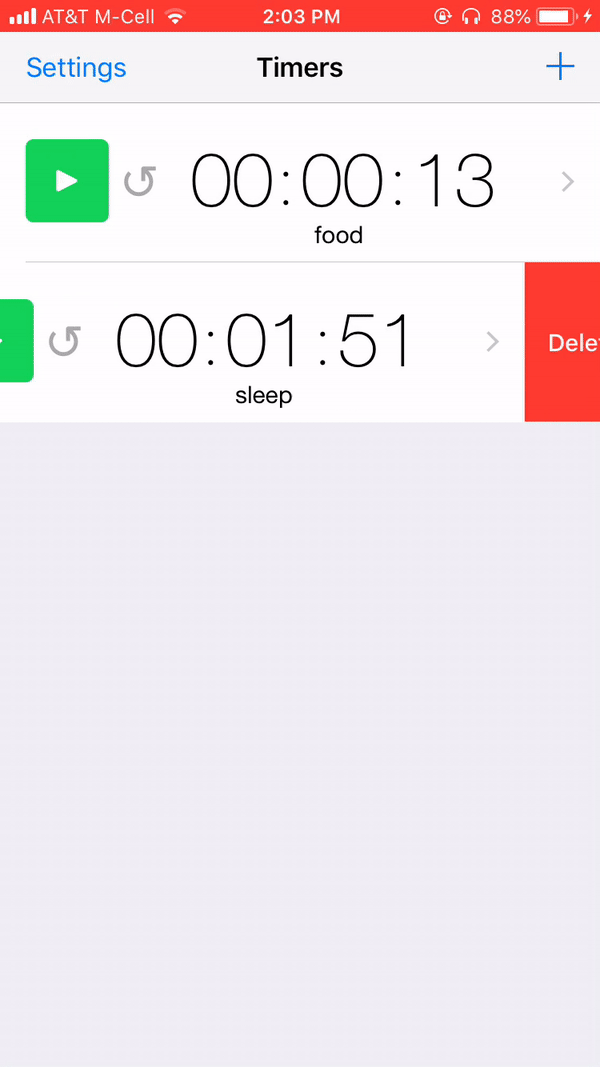 AT&T M-Cell 2:03 PM 88%
Settings Timers +
00:00:13
food
00:01:51 Dele
sleep